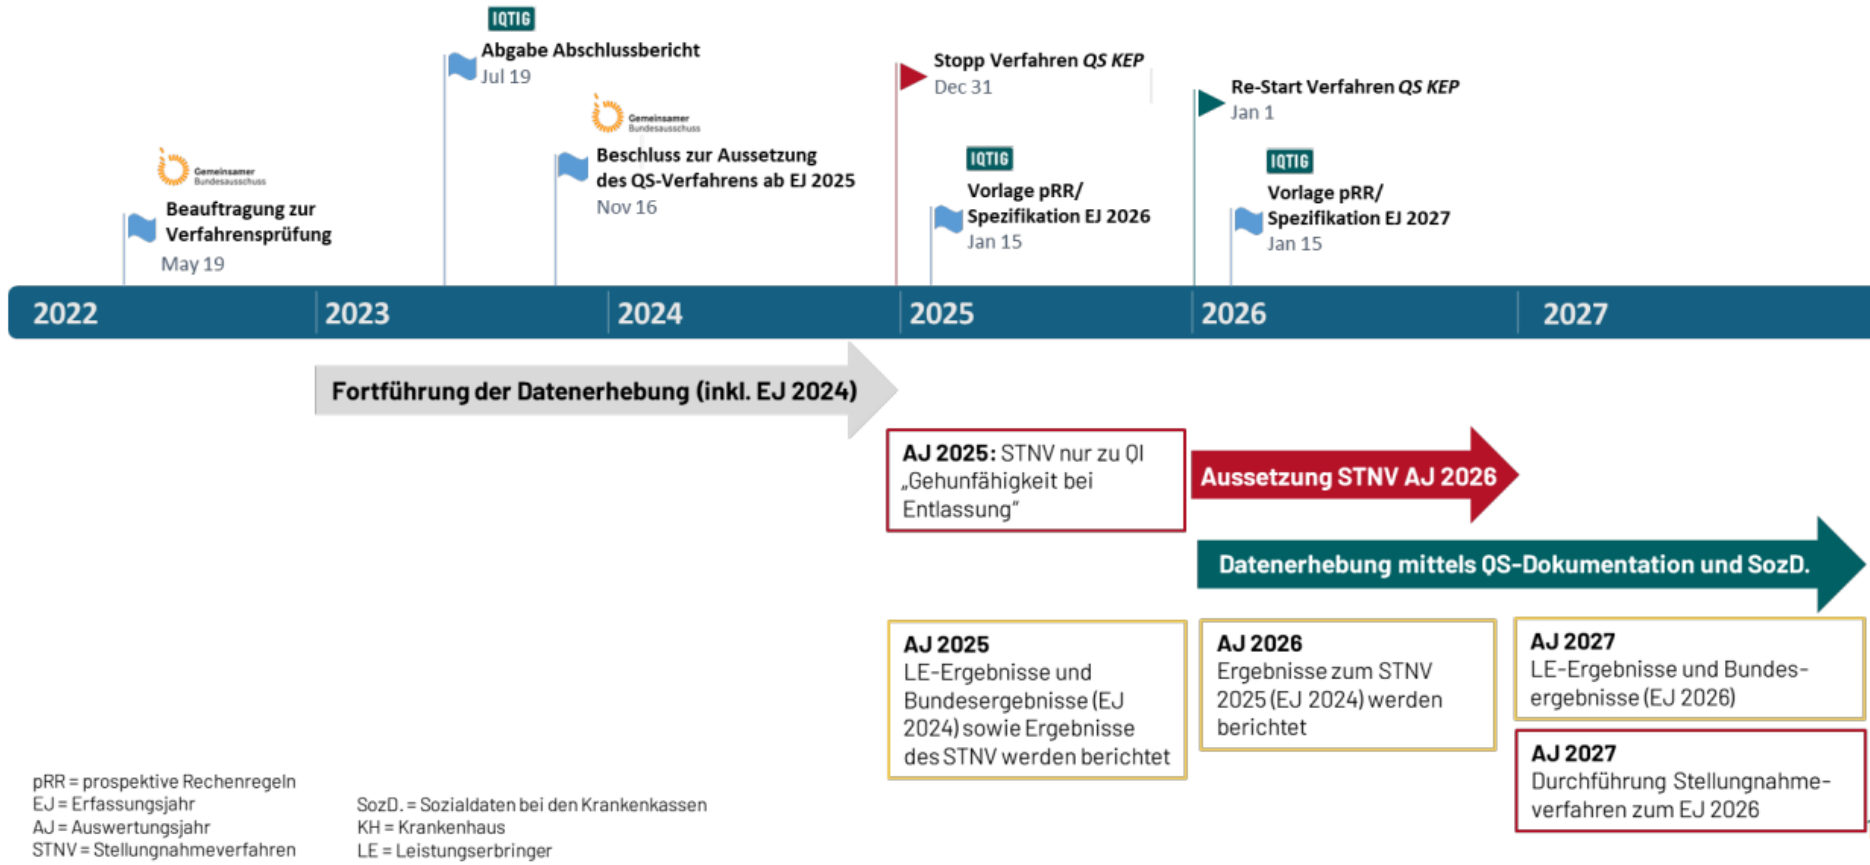 IQTIG
Abgabe Abschlussbericht
Jul 19
Gemeinsamer
Bundesausschuss
Beauftragung zur
Verfahrensprüfung
May 19
Gemeinsamer
Bundesausschuss
Beschluss zur Aussetzung
des QS-Verfahrens ab EJ 2025
Nov 16
Stopp Verfahren QS KEP
Dec 31
IQTIG
Vorlage pRR/
Spezifikation EJ 2026
Jan 15
Re-Start Verfahren QS KEP
Jan 1
IQTIG
Vorlage pRR/
Spezifikation EJ 2027
Jan 15
2022
2023
2024
2025
2026
2027
Fortführung der Datenerhebung (inkl. EJ 2024)
AJ 2025: STNV nur zu QI
„Gehunfähigkeit bei
Entlassung“
Aussetzung STNV AJ 2026
Datenerhebung mittels QS-Dokumentation und SozD.
AJ 2025
LE-Ergebnisse und
Bundesergebnisse (EJ
2024) sowie Ergebnisse
des STNV werden berichtet
AJ 2026
Ergebnisse zum STNV
2025 (EJ 2024) werden
berichtet
AJ 2027
LE-Ergebnisse und Bundes-
ergebnisse (EJ 2026)
AJ 2027
Durchführung Stellungnahme-
verfahren zum EJ 2026
pRR = prospektive Rechenregeln
EJ = Erfassungsjahr
AJ = Auswertungsjahr
STNV = Stellungnahmeverfahren
SozD. = Sozialdaten bei den Krankenkassen
KH = Krankenhaus
LE = Leistungserbringer